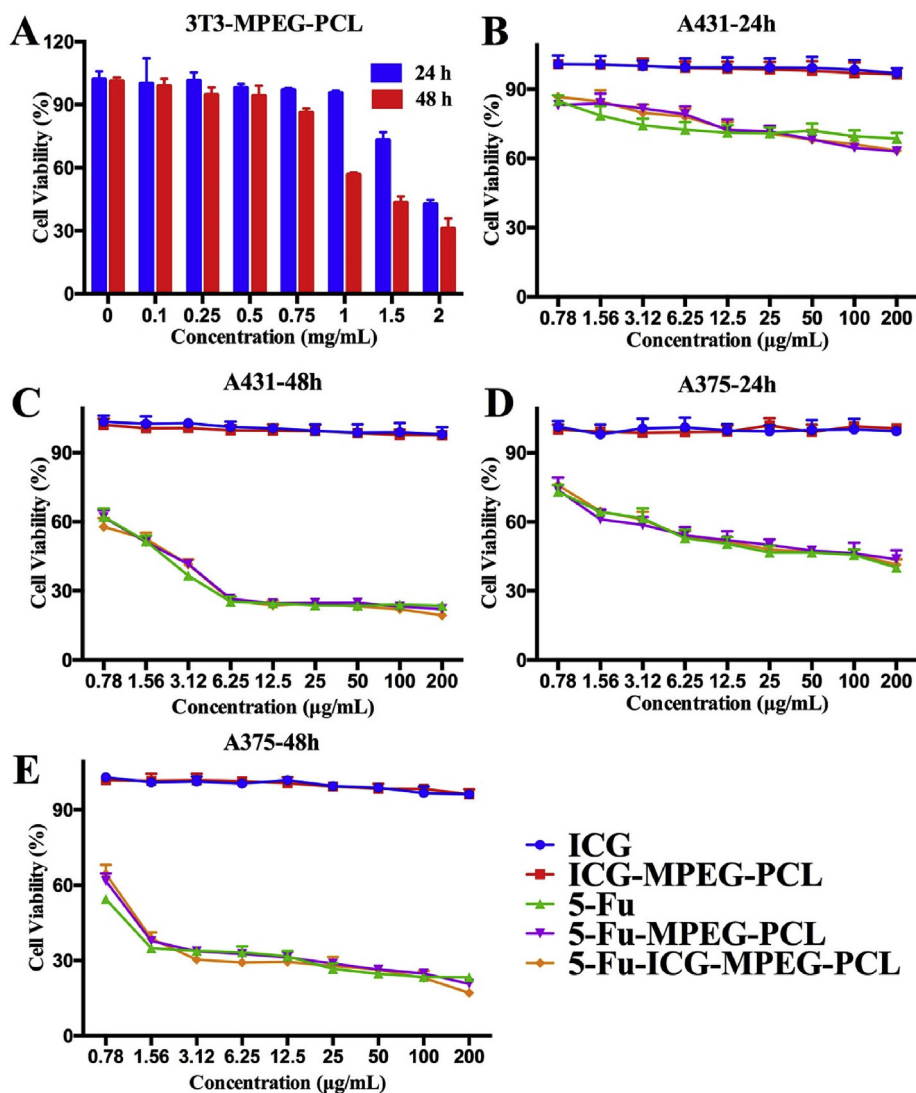 A
3T3-MPEG-PCL
120
90
60
30
0
Cell Viability (%)
24 h
48 h
0 0.1 0.25 0.5 0.75 1 1.5 2
Concentration (mg/mL)
B
A431-24h
90
60
30
0
Cell Viability (%)
0.78 1.56 3.12 6.25 12.5 25 50 100 200
Concentration (μg/mL)
C
A431-48h
90
60
30
0
Cell Viability (%)
0.78 1.56 3.12 6.25 12.5 25 50 100 200
Concentration (μg/mL)
D
A375-24h
90
60
30
0
Cell Viability (%)
0.78 1.56 3.12 6.25 12.5 25 50 100 200
Concentration (μg/mL)
E
A375-48h
90
60
30
0
Cell Viability (%)
0.78 1.56 3.12 6.25 12.5 25 50 100 200
Concentration (μg/mL)
ICG
ICG-MPEG-PCL
5-Fu
5-Fu-MPEG-PCL
5-Fu-ICG-MPEG-PCL